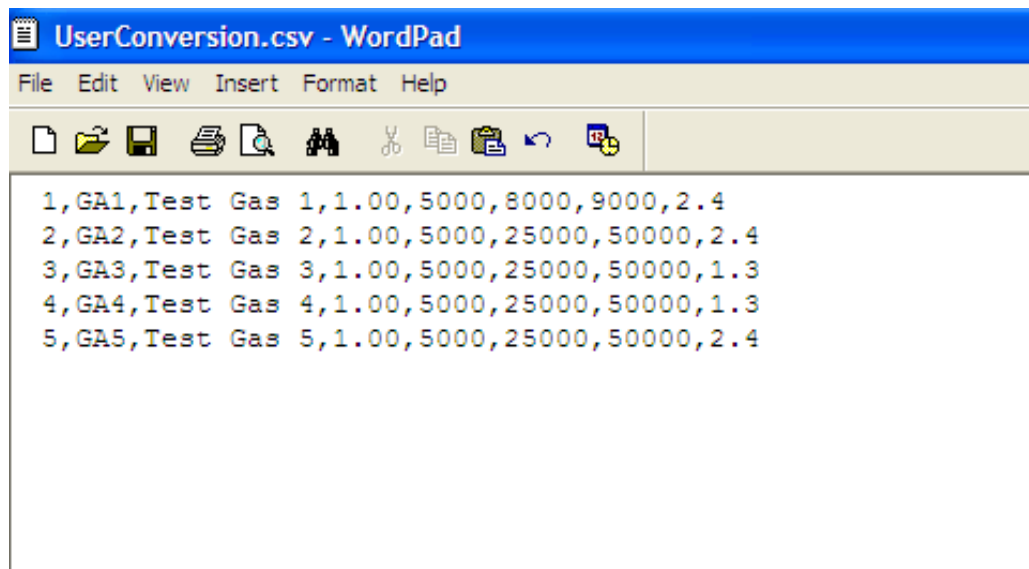 UserConversion.csv - WordPad
File Edit View Insert Format Help
1,GA1,Test Gas 1,1.00,5000,8000,9000,2.4
2,GA2,Test Gas 2,1.00,5000,25000,50000,2.4
3,GA3,Test Gas 3,1.00,5000,25000,50000,1.3
4,GA4,Test Gas 4,1.00,5000,25000,50000,1.3
5,GA5,Test Gas 5,1.00,5000,25000,50000,2.4